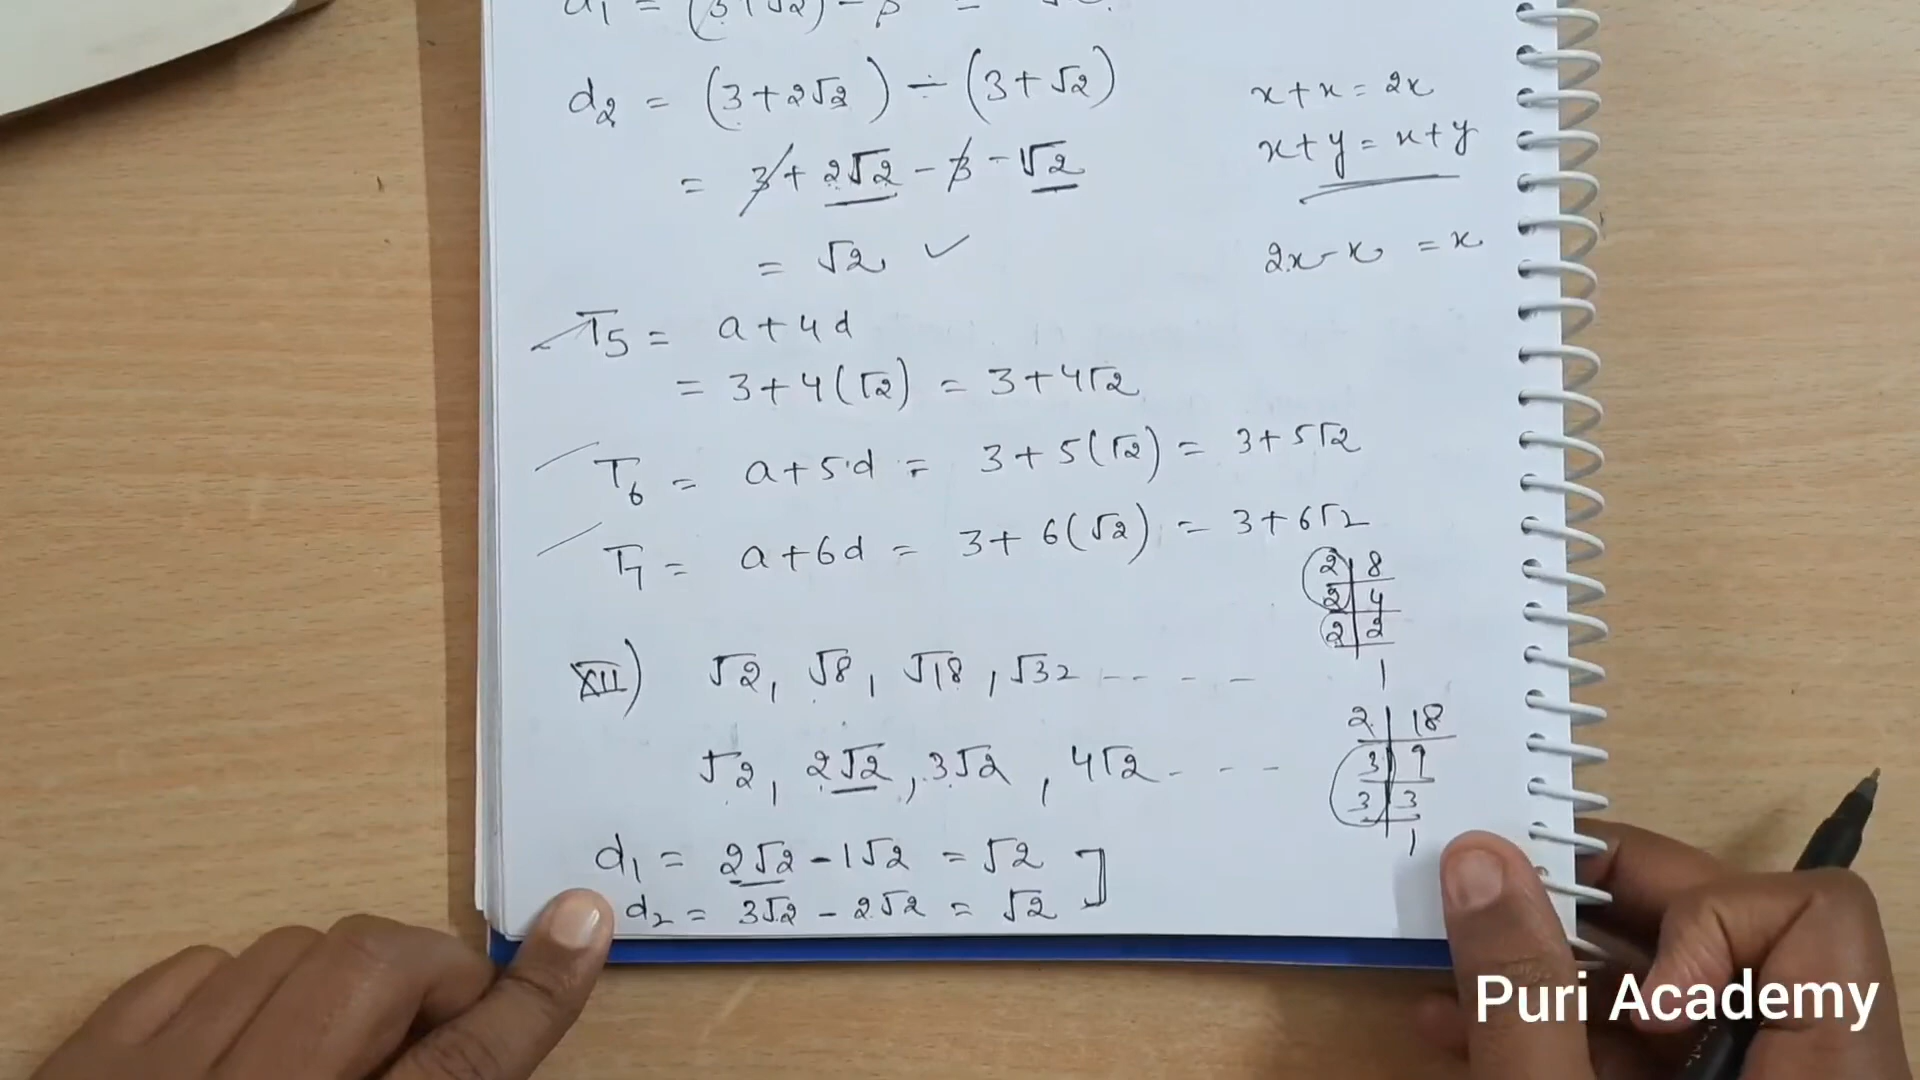 d₂ = (3+2√2) - (3+√2)
= 3+2√2 - 3 - √2
= √2 ✓
T₅ = a+4d
= 3+4(√2) = 3+4√2
T₆ = a+5d = 3+5(√2) = 3+5√2
T₇ = a+6d = 3+6(√2) = 3+6√2
XII) √2, √8, √18, √32 - - - -
√2, 2√2, 3√2, 4√2 - - -
d₁ = 2√2 - 1√2 = √2 ]
d₂ = 3√2 - 2√2 = √2
x+x = 2x
x+y = x+y
2x-x = x
2 | 8
2 | 4
2 | 2
1
2 | 18
3 | 9
3 | 3
1
Puri Academy